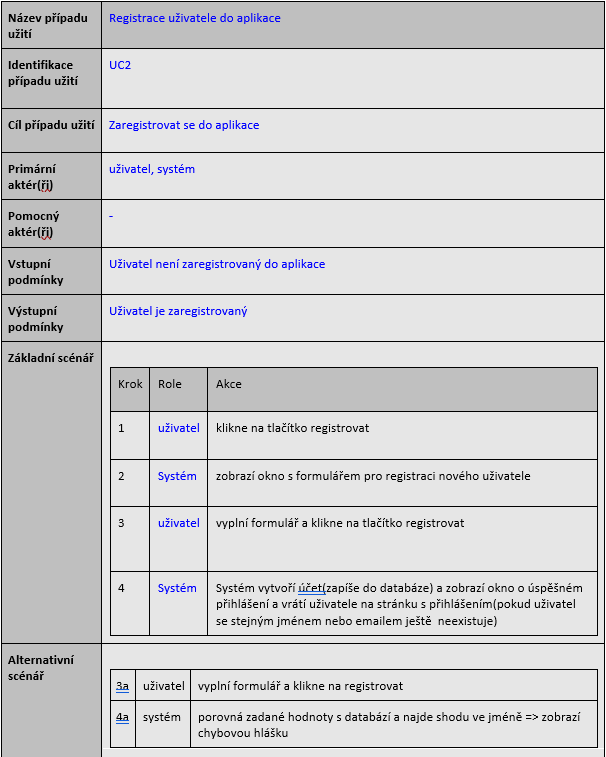 Název případu
užití
Registrace uživatele do aplikace
Identifikace
případu užití
UC2
Cíl případu užití
Zaregistrovat se do aplikace
Primární
aktér(ři)
uživatel, systém
Pomocný
aktér(ři)
-
Vstupní
podmínky
Uživatel není zaregistrovaný do aplikace
Výstupní
podmínky
Uživatel je zaregistrovaný
Základní scénář
Krok Role Akce
1 uživatel klikne na tlačítko registrovat
2 Systém zobrazí okno s formulářem pro registraci nového uživatele
3 uživatel vyplní formulář a klikne na tlačítko registrovat
4 Systém Systém vytvoří účet(zapíše do databáze) a zobrazí okno o úspěšném
přihlášení a vrátí uživatele na stránku s přihlášením(pokud uživatel
se stejným jménem nebo emailem ještě neexistuje)
Alternativní
scénář
3a uživatel vyplní formulář a klikne na registrovat
4a systém porovná zadané hodnoty s databází a najde shodu ve jméně => zobrazí
chybovou hlášku